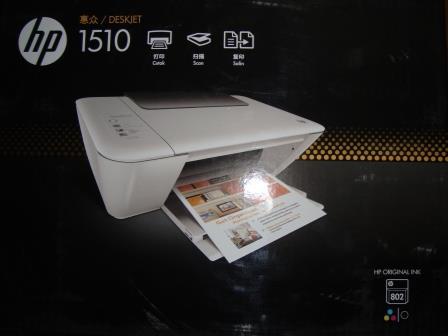 hp
惠众 / DESKJET
1510
打印 扫描 复印
Cetak Scan Salin
HP ORIGINAL INK
802